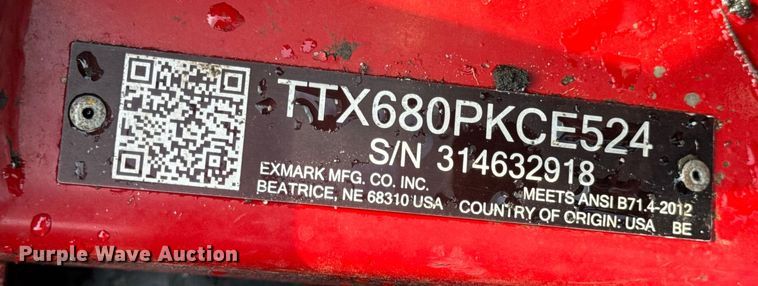 TTX680PKCE524
S/N 314632918
EXMARK MFG. CO. INC.
BEATRICE, NE 68310 USA
MEETS ANSI B71.4-2012
COUNTRY OF ORIGIN: USA BE
Purple Wave Auction